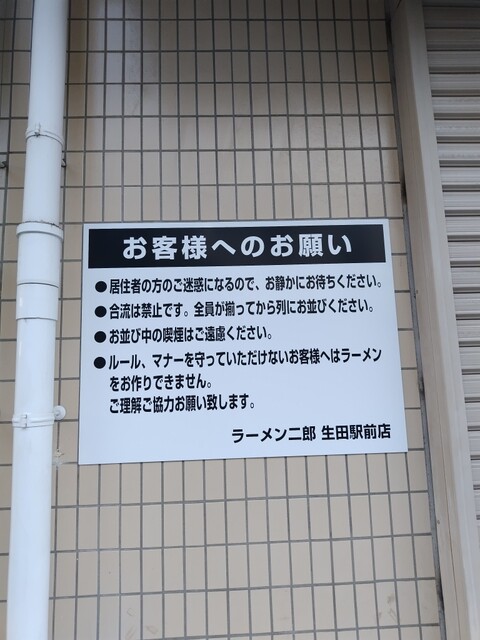 お客様へのお願い
●居住者の方のご迷惑になるので、お静かにお待ちください。
●合流は禁止です。全員が揃ってから列にお並びください。
●お並び中の喫煙はご遠慮ください。
●ルール、マナーを守っていただけないお客様へはラーメン
をお作りできません。
ご理解ご協力お願い致します。
ラーメン二郎 生田駅前店